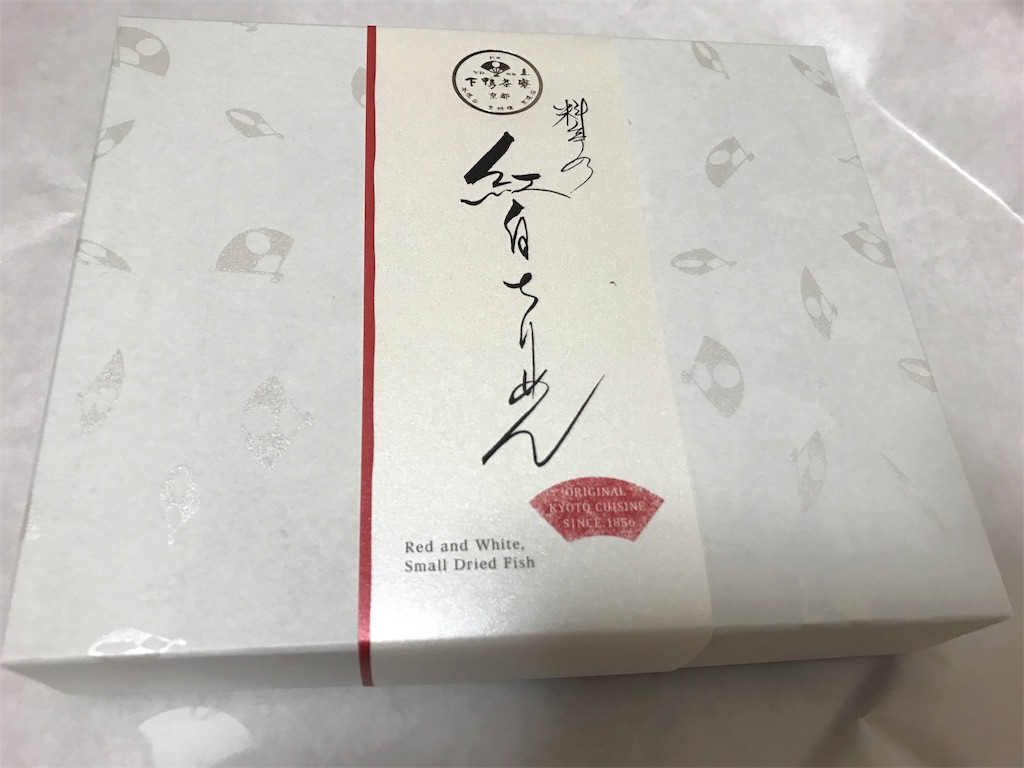 下鴨茶寮
京都
料亭の
紅白ちりめん
ORIGINAL
KYOTO CUISINE
SINCE 1856
Red and White,
Small Dried Fish